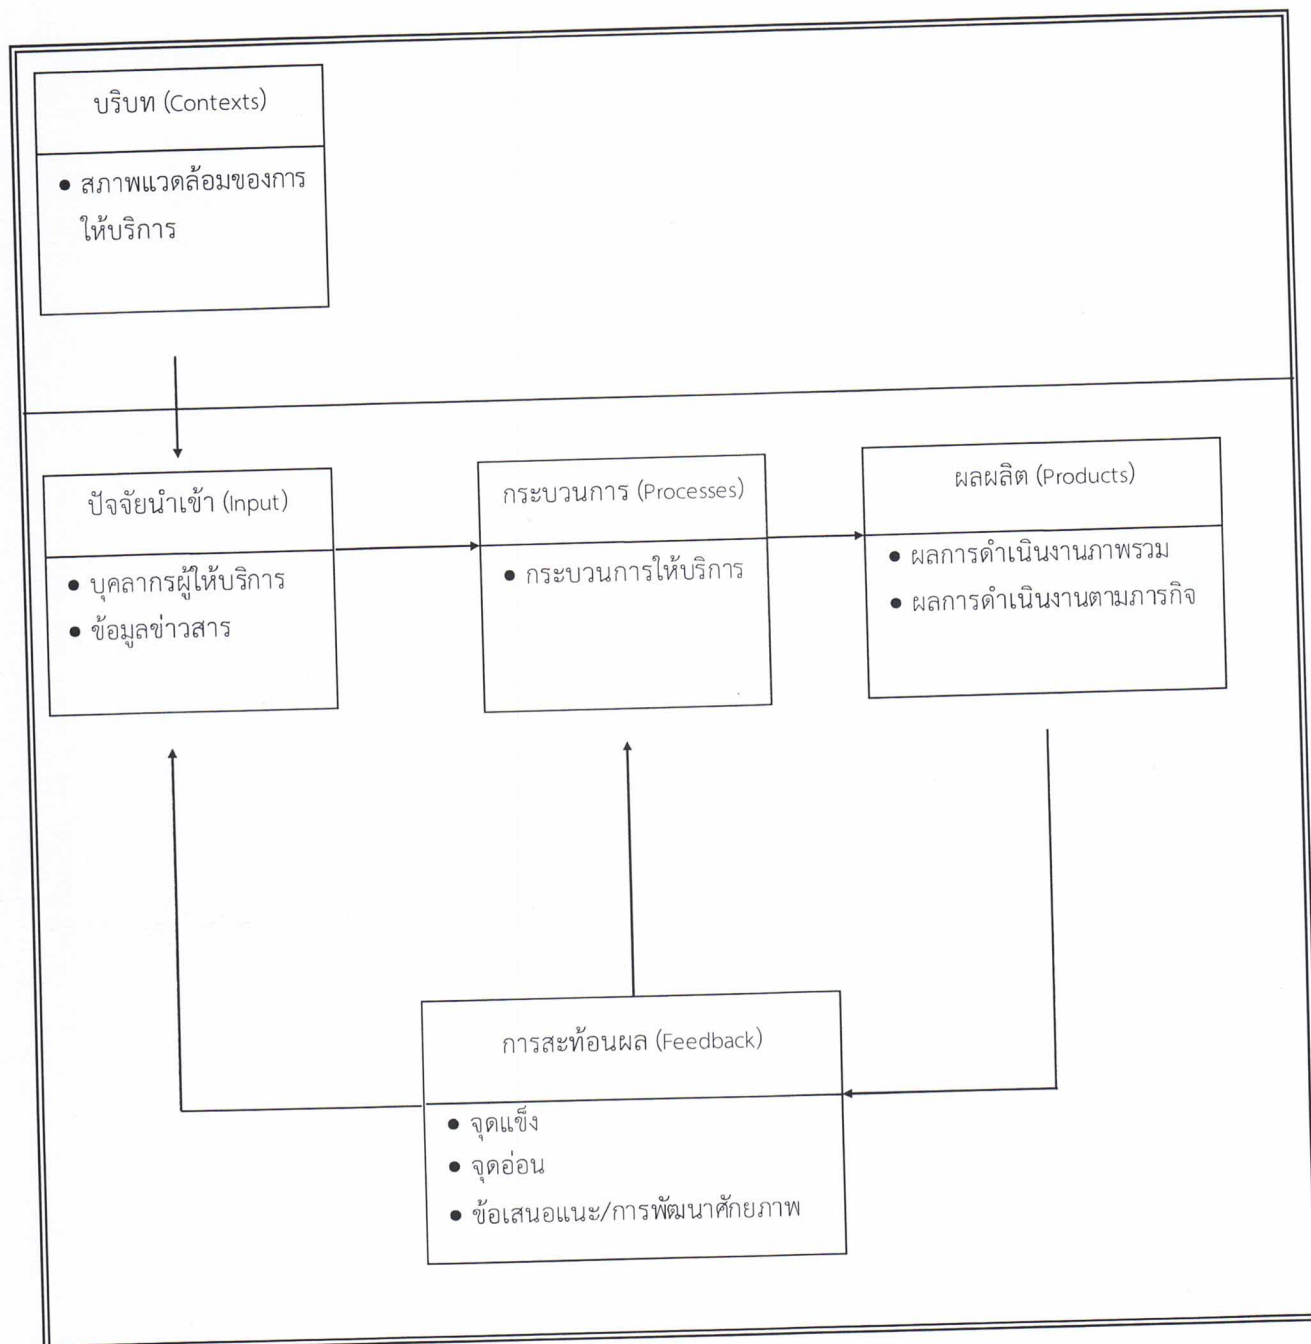 บริบท (Contexts)
● สภาพแวดล้อมของการ
ให้บริการ
ปัจจัยนำเข้า (Input)
● บุคลากรผู้ให้บริการ
● ข้อมูลข่าวสาร
กระบวนการ (Processes)
● กระบวนการให้บริการ
ผลผลิต (Products)
● ผลการดำเนินงานภาพรวม
● ผลการดำเนินงานตามภารกิจ
การสะท้อนผล (Feedback)
● จุดแข็ง
● จุดอ่อน
● ข้อเสนอแนะ/การพัฒนาศักยภาพ